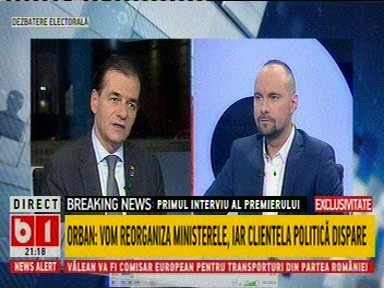 DEZBATERE ELECTORALĂ
DIRECT
BREAKING NEWS
PRIMUL INTERVIU AL PREMIERULUI
EXCLUSIVITATE
b1
ORBAN: VOM REORGANIZA MINISTERELE, IAR CLIENTELA POLITICĂ DISPARE
21:18
NEWS ALERT
VĂLEAN VA FI COMISAR EUROPEAN PENTRU TRANSPORTURI DIN PARTEA ROMÂNIEI